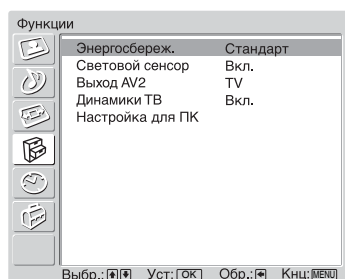 Функции
Энергосбереж. Стандарт
Световой сенсор Вкл.
Выход AV2 TV
Динамики ТВ Вкл.
Настройка для ПК
Выбр.: Уст: OK Обр.: Кнц: MENU